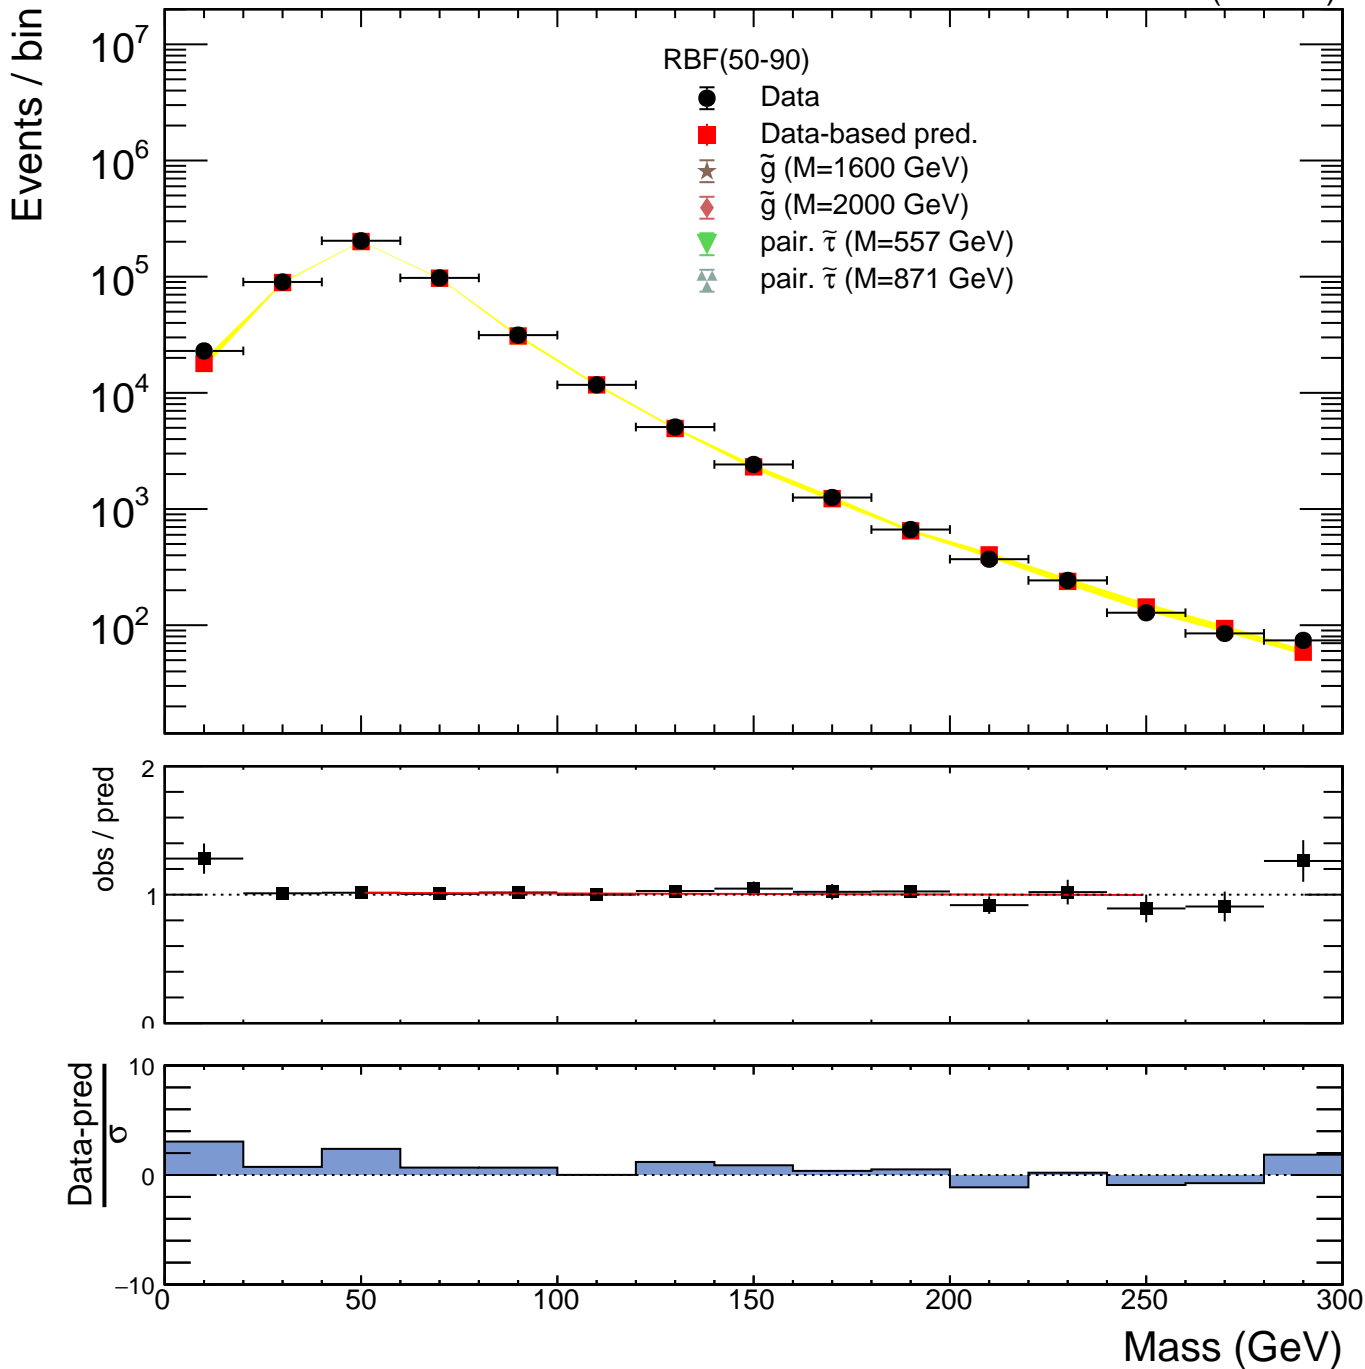 Events / bin
10^7
10^6
10^5
10^4
10^3
10^2
RBF(50-90)
Data
Data-based pred.
g̃ (M=1600 GeV)
g̃ (M=2000 GeV)
pair. τ̃ (M=557 GeV)
pair. τ̃ (M=871 GeV)
obs / pred
2
1
0
Data-pred
σ
10
0
−10
0 50 100 150 200 250 300
Mass (GeV)